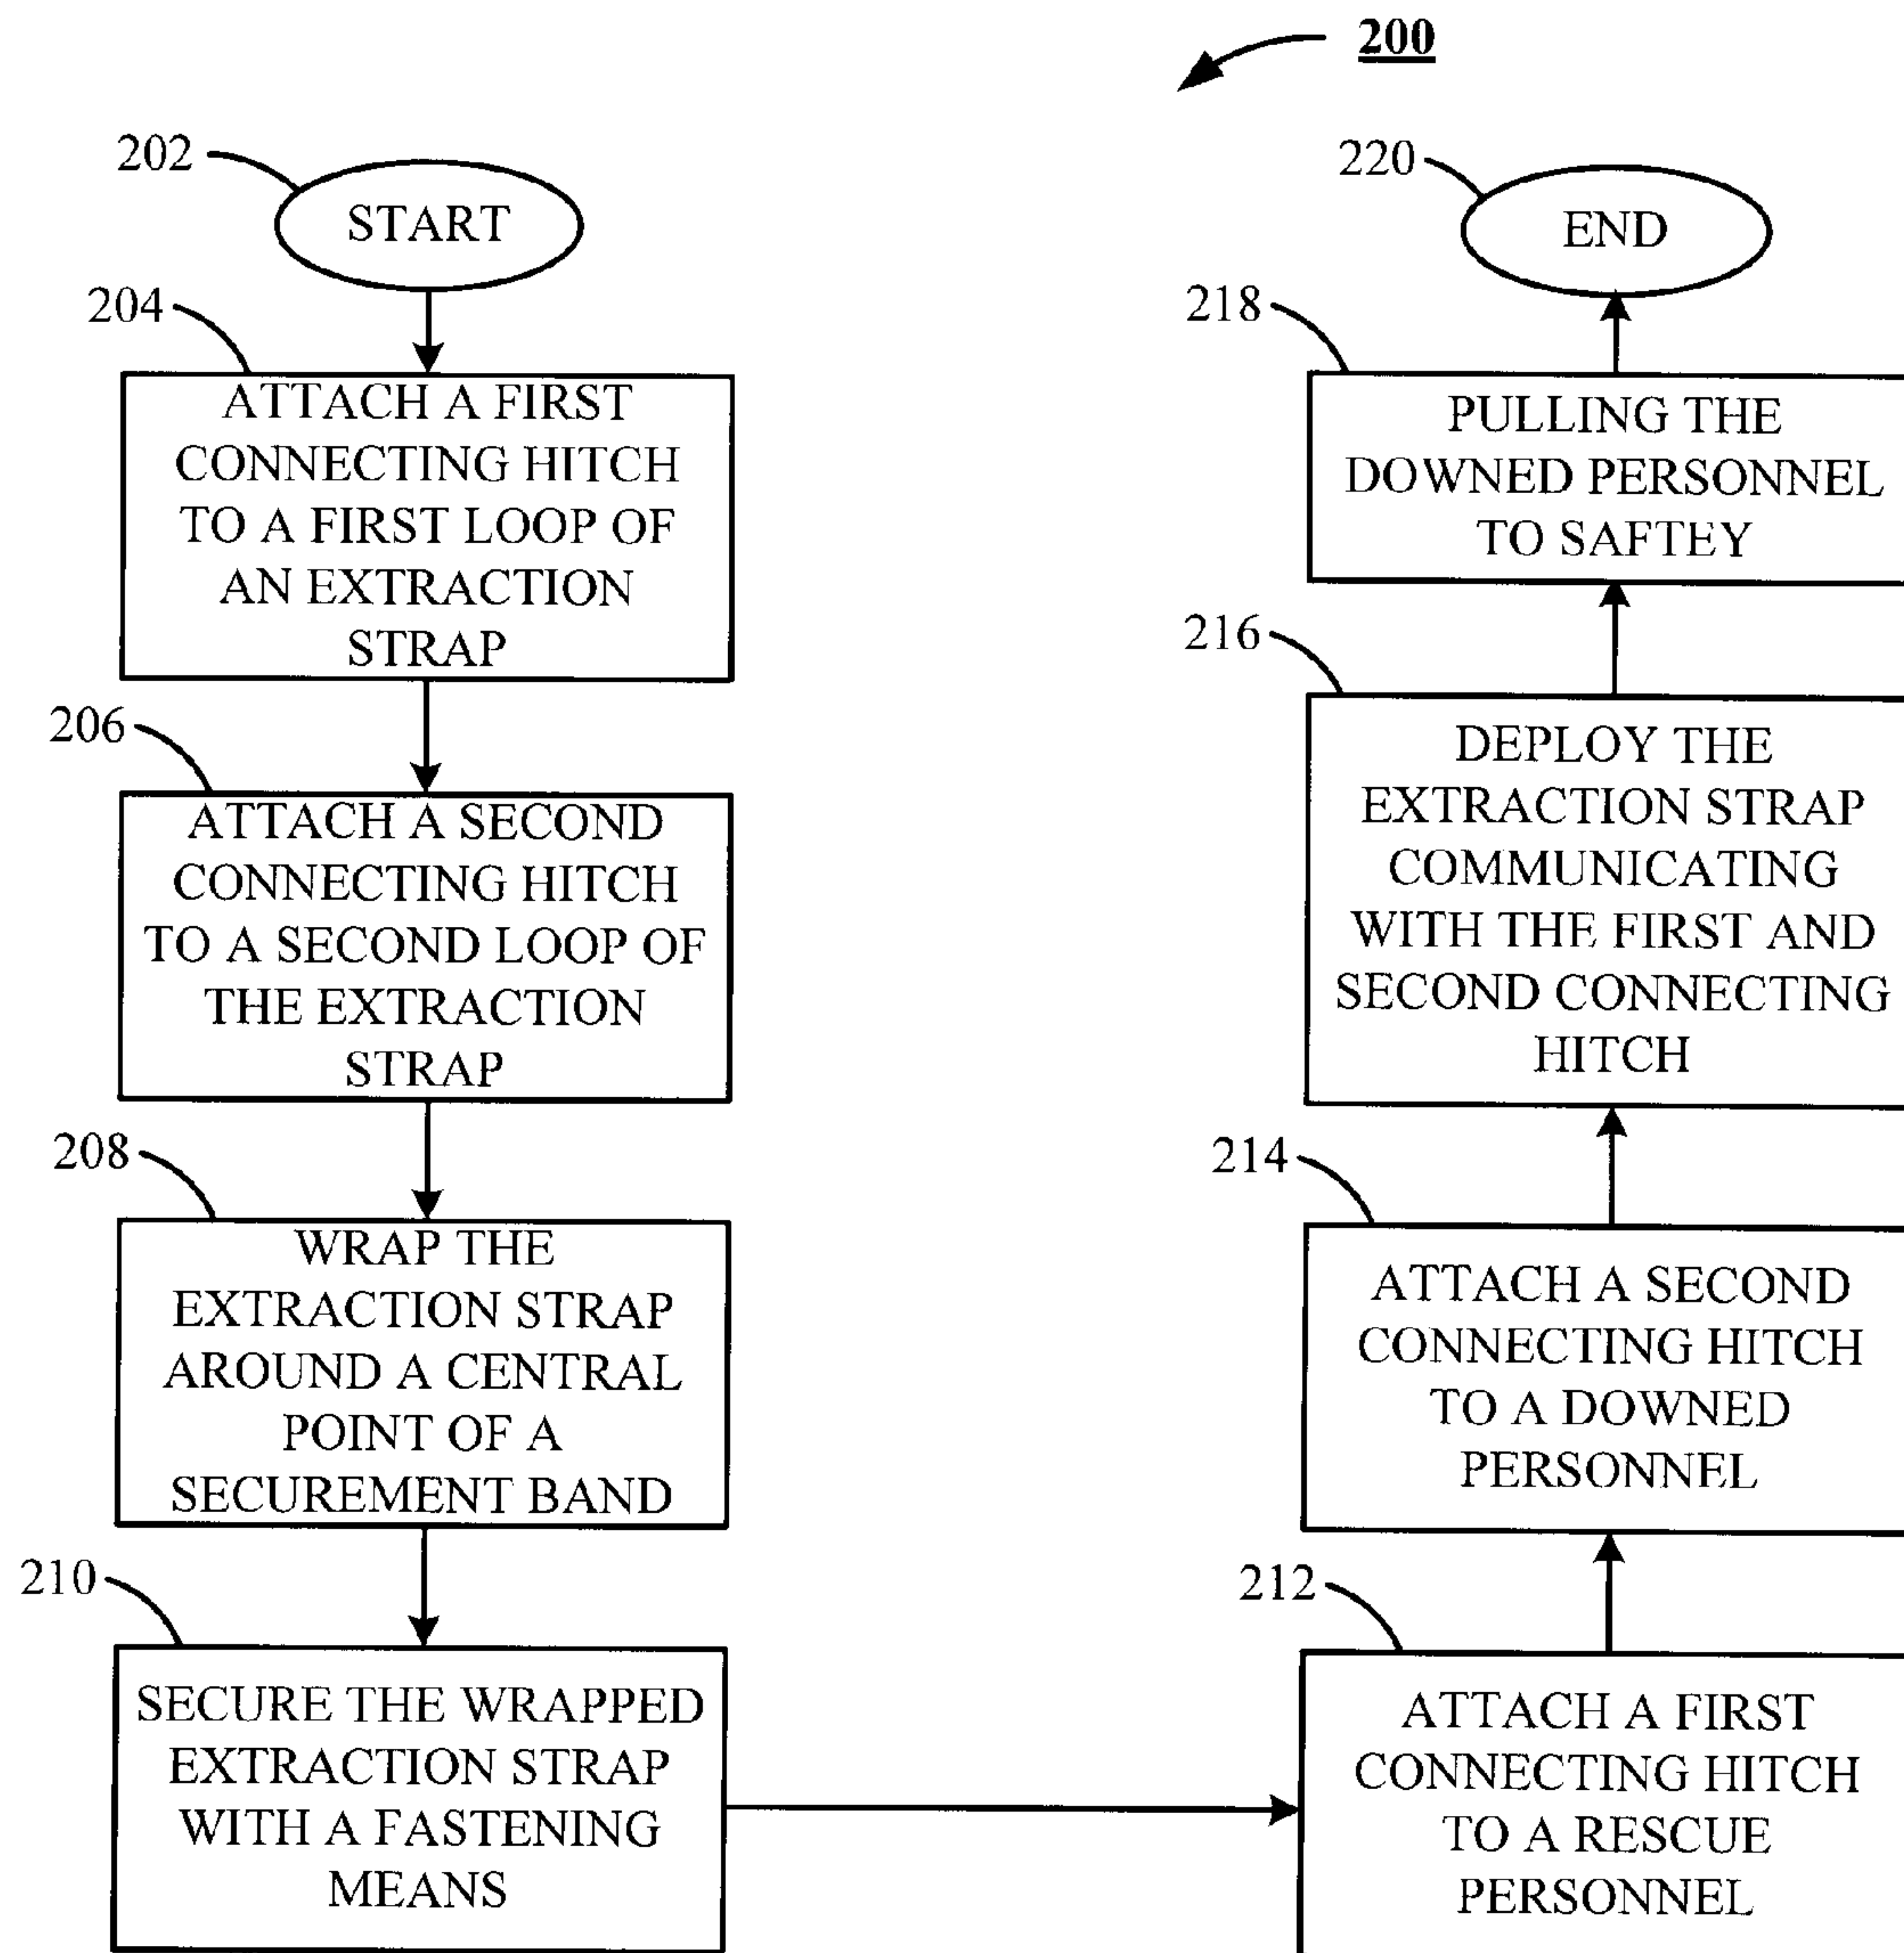 200
202
START
204
ATTACH A FIRST
CONNECTING HITCH
TO A FIRST LOOP OF
AN EXTRACTION
STRAP
206
ATTACH A SECOND
CONNECTING HITCH
TO A SECOND LOOP OF
THE EXTRACTION
STRAP
208
WRAP THE
EXTRACTION STRAP
AROUND A CENTRAL
POINT OF A
SECUREMENT BAND
210
SECURE THE WRAPPED
EXTRACTION STRAP
WITH A FASTENING
MEANS
212
ATTACH A FIRST
CONNECTING HITCH
TO A RESCUE
PERSONNEL
214
ATTACH A SECOND
CONNECTING HITCH
TO A DOWNED
PERSONNEL
216
DEPLOY THE
EXTRACTION STRAP
COMMUNICATING
WITH THE FIRST AND
SECOND CONNECTING
HITCH
218
PULLING THE
DOWNED PERSONNEL
TO SAFTEY
220
END